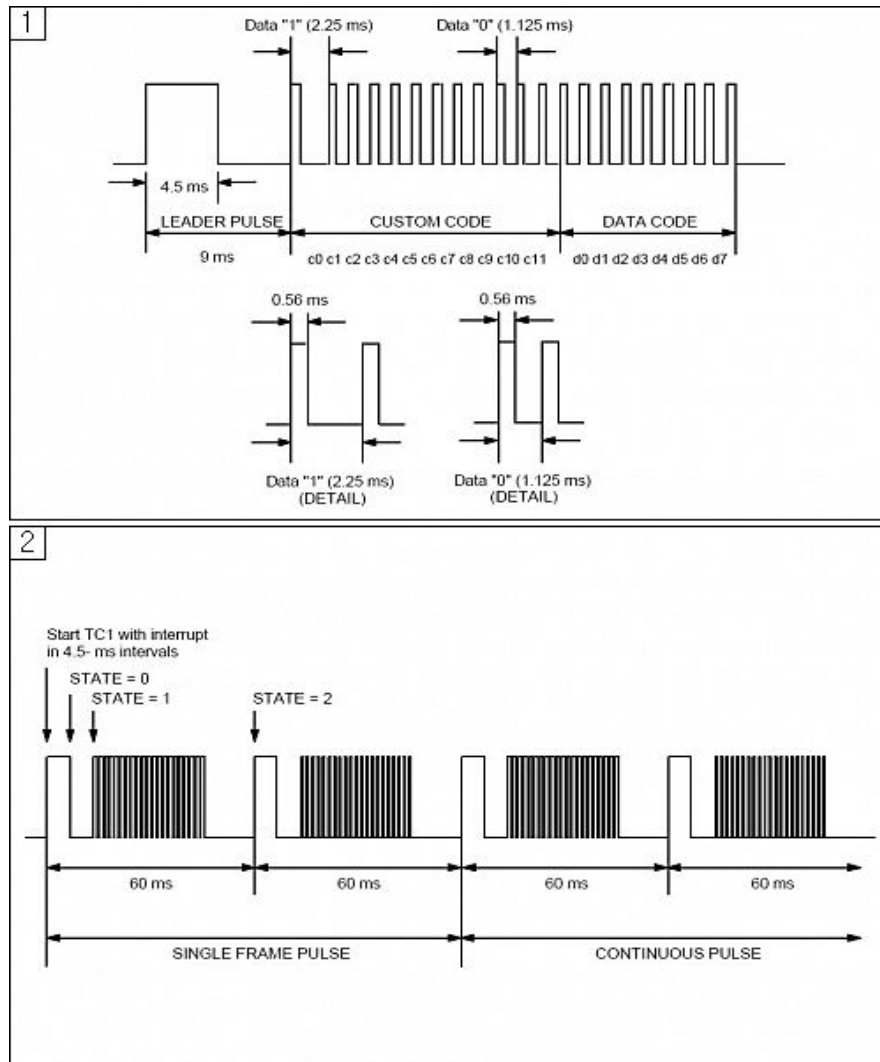 1
Data "1" (2.25 ms)
Data "0" (1.125 ms)
4.5 ms
LEADER PULSE
CUSTOM CODE
DATA CODE
9 ms
c0 c1 c2 c3 c4 c5 c6 c7 c8 c9 c10 c11
d0 d1 d2 d3 d4 d5 d6 d7
0.56 ms
0.56 ms
Data "1" (2.25 ms)
(DETAIL)
Data "0" (1.125 ms)
(DETAIL)
2
Start TC1 with interrupt
in 4.5- ms intervals
STATE = 0
STATE = 1
STATE = 2
60 ms
60 ms
60 ms
60 ms
SINGLE FRAME PULSE
CONTINUOUS PULSE